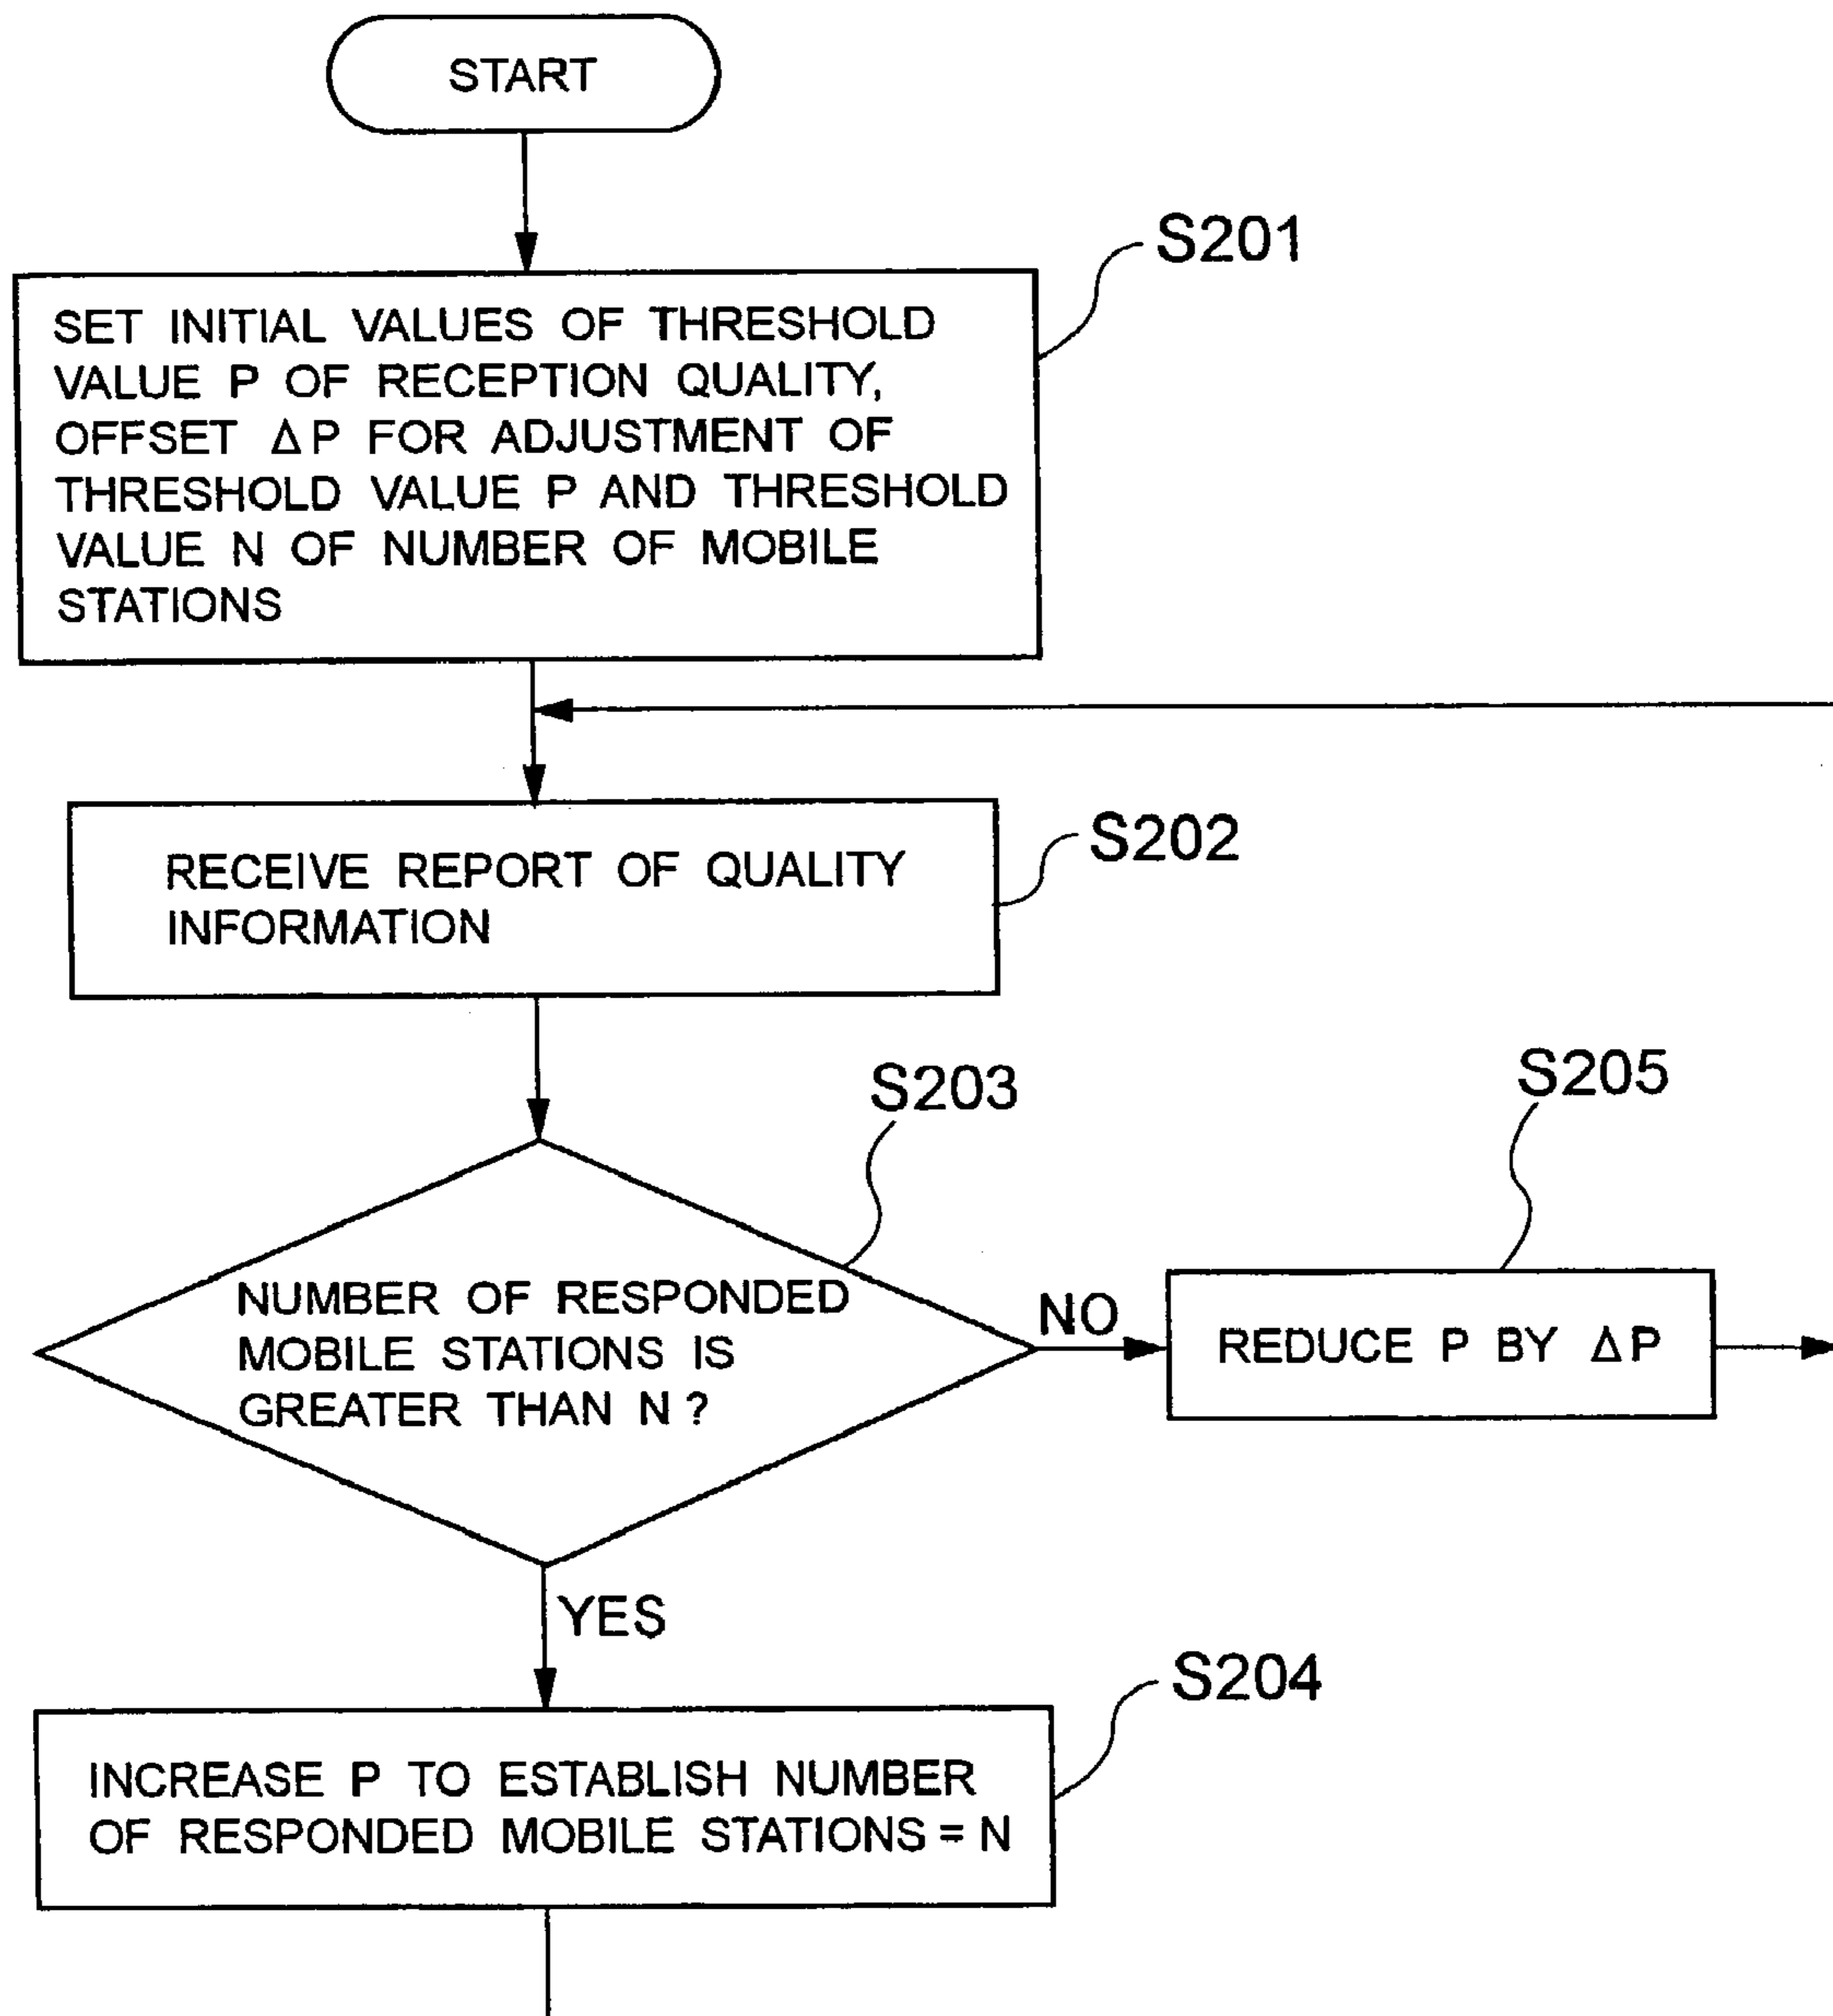 START
S201
SET INITIAL VALUES OF THRESHOLD
VALUE P OF RECEPTION QUALITY,
OFFSET ΔP FOR ADJUSTMENT OF
THRESHOLD VALUE P AND THRESHOLD
VALUE N OF NUMBER OF MOBILE
STATIONS
S202
RECEIVE REPORT OF QUALITY
INFORMATION
S203
S205
NUMBER OF RESPONDED
MOBILE STATIONS IS
GREATER THAN N ?
NO
REDUCE P BY ΔP
YES
S204
INCREASE P TO ESTABLISH NUMBER
OF RESPONDED MOBILE STATIONS = N